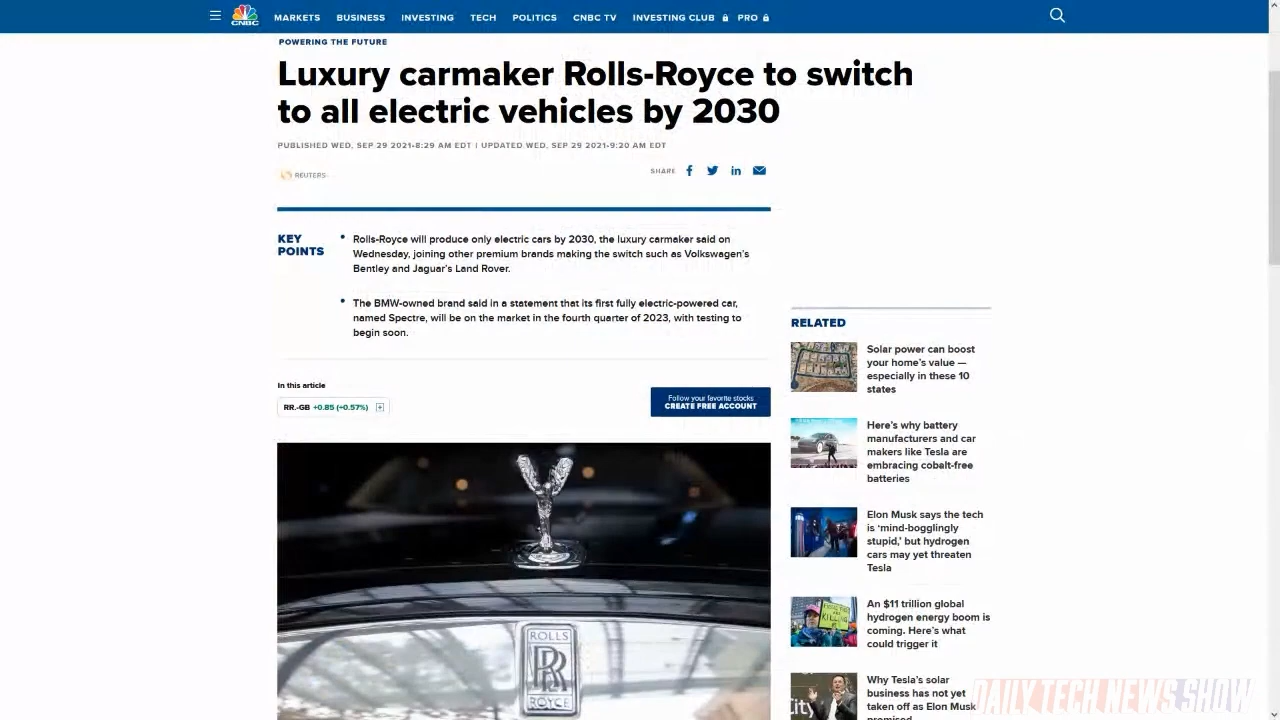 CNBC
MARKETS BUSINESS INVESTING TECH POLITICS CNBC TV INVESTING CLUB PRO
POWERING THE FUTURE
Luxury carmaker Rolls-Royce to switch
to all electric vehicles by 2030
PUBLISHED WED, SEP 29 2021•8:29 AM EDT | UPDATED WED, SEP 29 2021•9:20 AM EDT
REUTERS
SHARE
KEY
POINTS
• Rolls-Royce will produce only electric cars by 2030, the luxury carmaker said on
Wednesday, joining other premium brands making the switch such as Volkswagen's
Bentley and Jaguar's Land Rover.
• The BMW-owned brand said in a statement that its first fully electric-powered car,
named Spectre, will be on the market in the fourth quarter of 2023, with testing to
begin soon.
In this article
RR.-GB +0.85 (+0.57%)
Follow your favorite stocks
CREATE FREE ACCOUNT
ROLLS
RR
ROYCE
RELATED
Solar power can boost
your home's value —
especially in these 10
states
Here's why battery
manufacturers and car
makers like Tesla are
embracing cobalt-free
batteries
Elon Musk says the tech
is 'mind-bogglingly
stupid,' but hydrogen
cars may yet threaten
Tesla
An $11 trillion global
hydrogen energy boom is
coming. Here's what
could trigger it
Why Tesla's solar
business has not yet
taken off as Elon Musk
promised
DAILY TECH NEWS SHOW